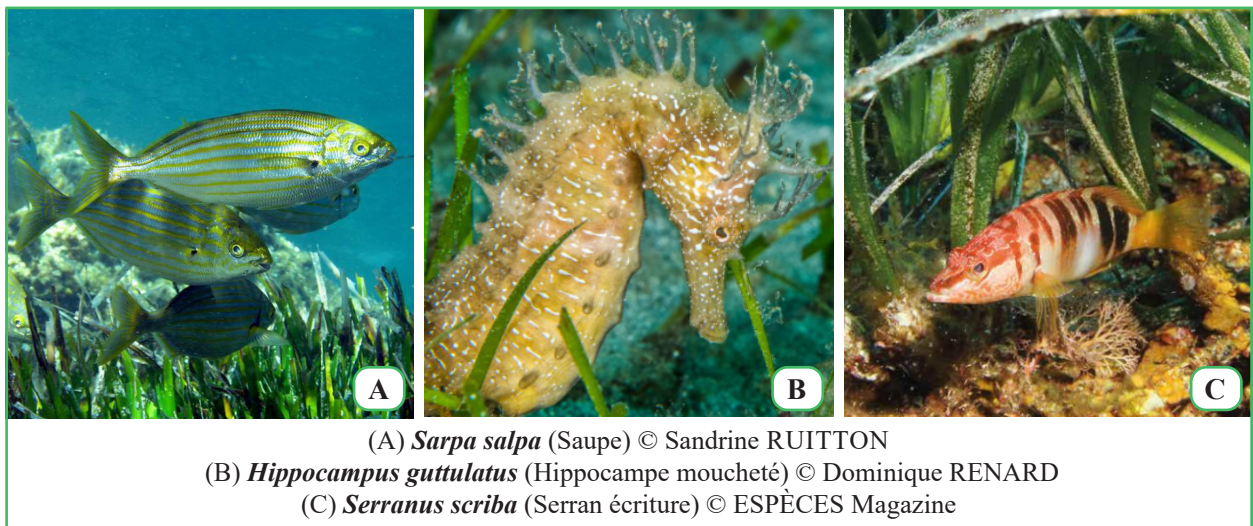 A
B
C
(A) Sarpa salpa (Saupe) © Sandrine RUITTON
(B) Hippocampus guttulatus (Hippocampe moucheté) © Dominique RENARD
(C) Serranus scriba (Serran écriture) © ESPÈCES Magazine